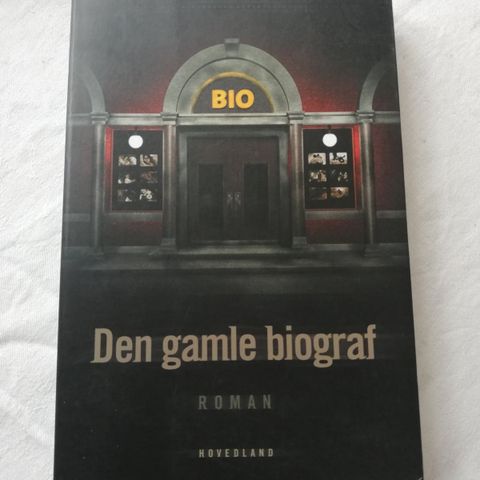 BIO
Den gamle biograf
ROMAN
HOVEDLAND